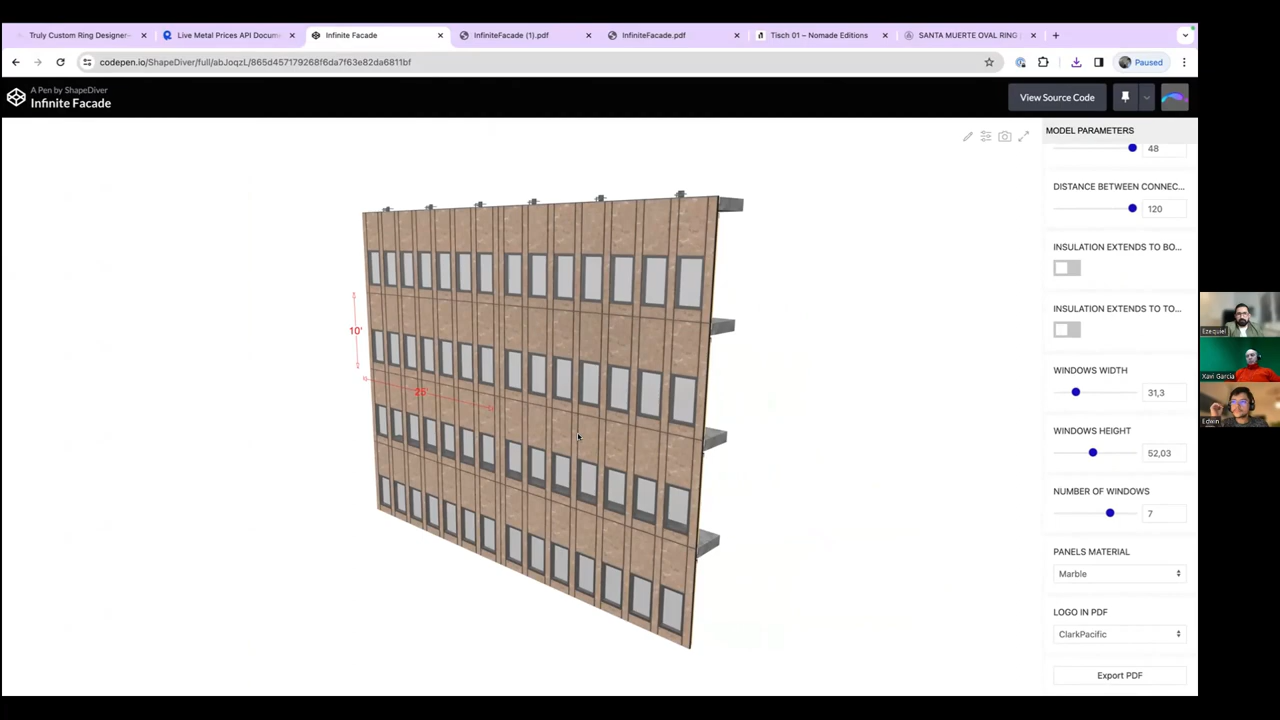 Truly Custom Ring Designer-
Live Metal Prices API Docum
Infinite Facade
InfiniteFacade (1).pdf
InfiniteFacade.pdf
Tisch 01 – Nomade Editions
SANTA MUERTE OVAL RING
codepen.io/ShapeDiver/full/abJoqzL/865d457179268f6da7f63e82da6811bf
Paused
A Pen by ShapeDiver
Infinite Facade
View Source Code
MODEL PARAMETERS
48
DISTANCE BETWEEN CONNEC...
120
INSULATION EXTENDS TO BO...
INSULATION EXTENDS TO TO...
WINDOWS WIDTH
31,3
WINDOWS HEIGHT
52,03
NUMBER OF WINDOWS
7
PANELS MATERIAL
Marble
LOGO IN PDF
ClarkPacific
Export PDF
10'
25'
Ezequiel
Xavi Garcia
Edwin